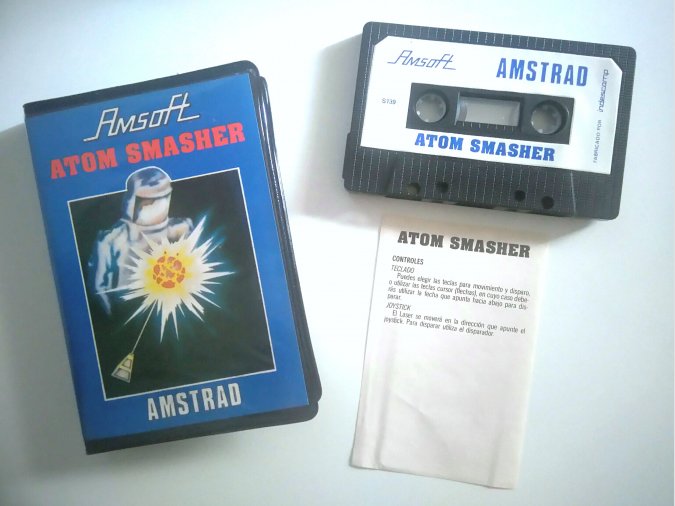 Amsoft
ATOM SMASHER
AMSTRAD
Amsoft
AMSTRAD
S739
ATOM SMASHER
FABRICADO POR indescomp
ATOM SMASHER
CONTROLES
TECLADO
Puedes elegir las teclas para movimiento y disparo,
o utilizar las teclas cursor (flechas), en cuyo caso debe-
rás utilizar la fecha que apunta hacia abajo para dis-
parar.
JOYSTICK
El Laser se moverá en la dirección que apunte el
joystick. Para disparar utiliza el disparador.